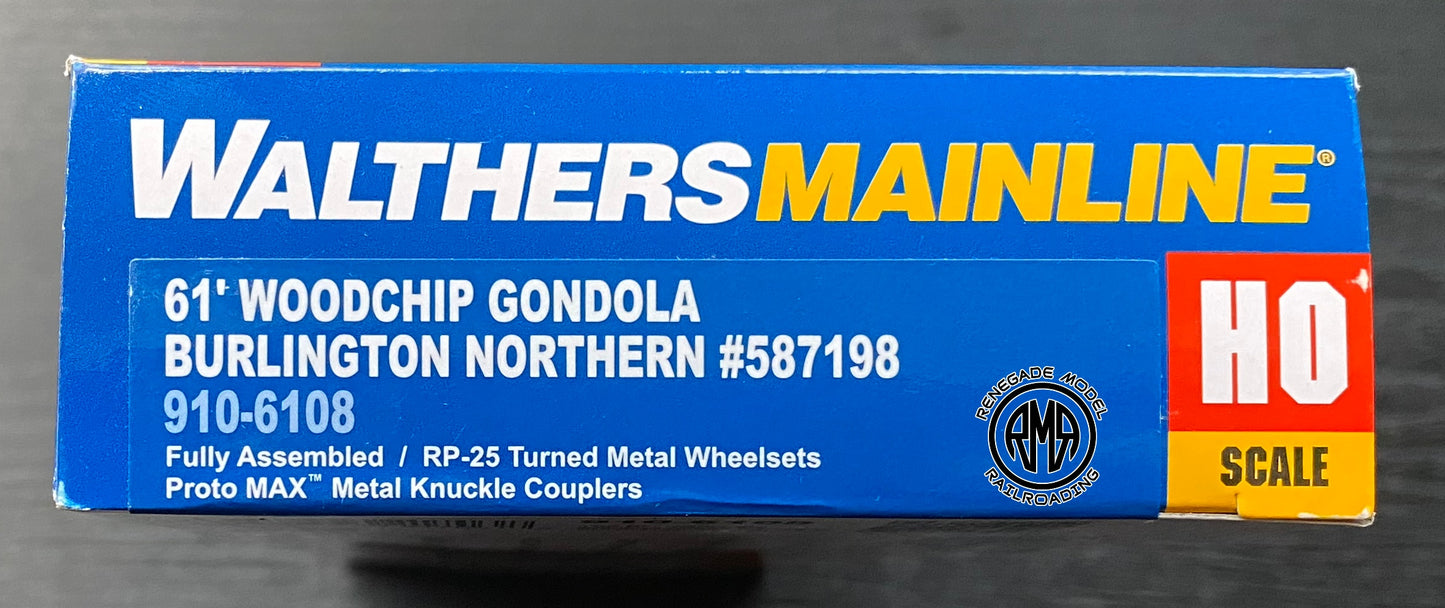 WALTHERSMAINLINE®
61' WOODCHIP GONDOLA
BURLINGTON NORTHERN #587198
910-6108
Fully Assembled / RP-25 Turned Metal Wheelsets
Proto MAX™ Metal Knuckle Couplers
HO
SCALE
RENEGADE MODEL
RMR
RAILROADING